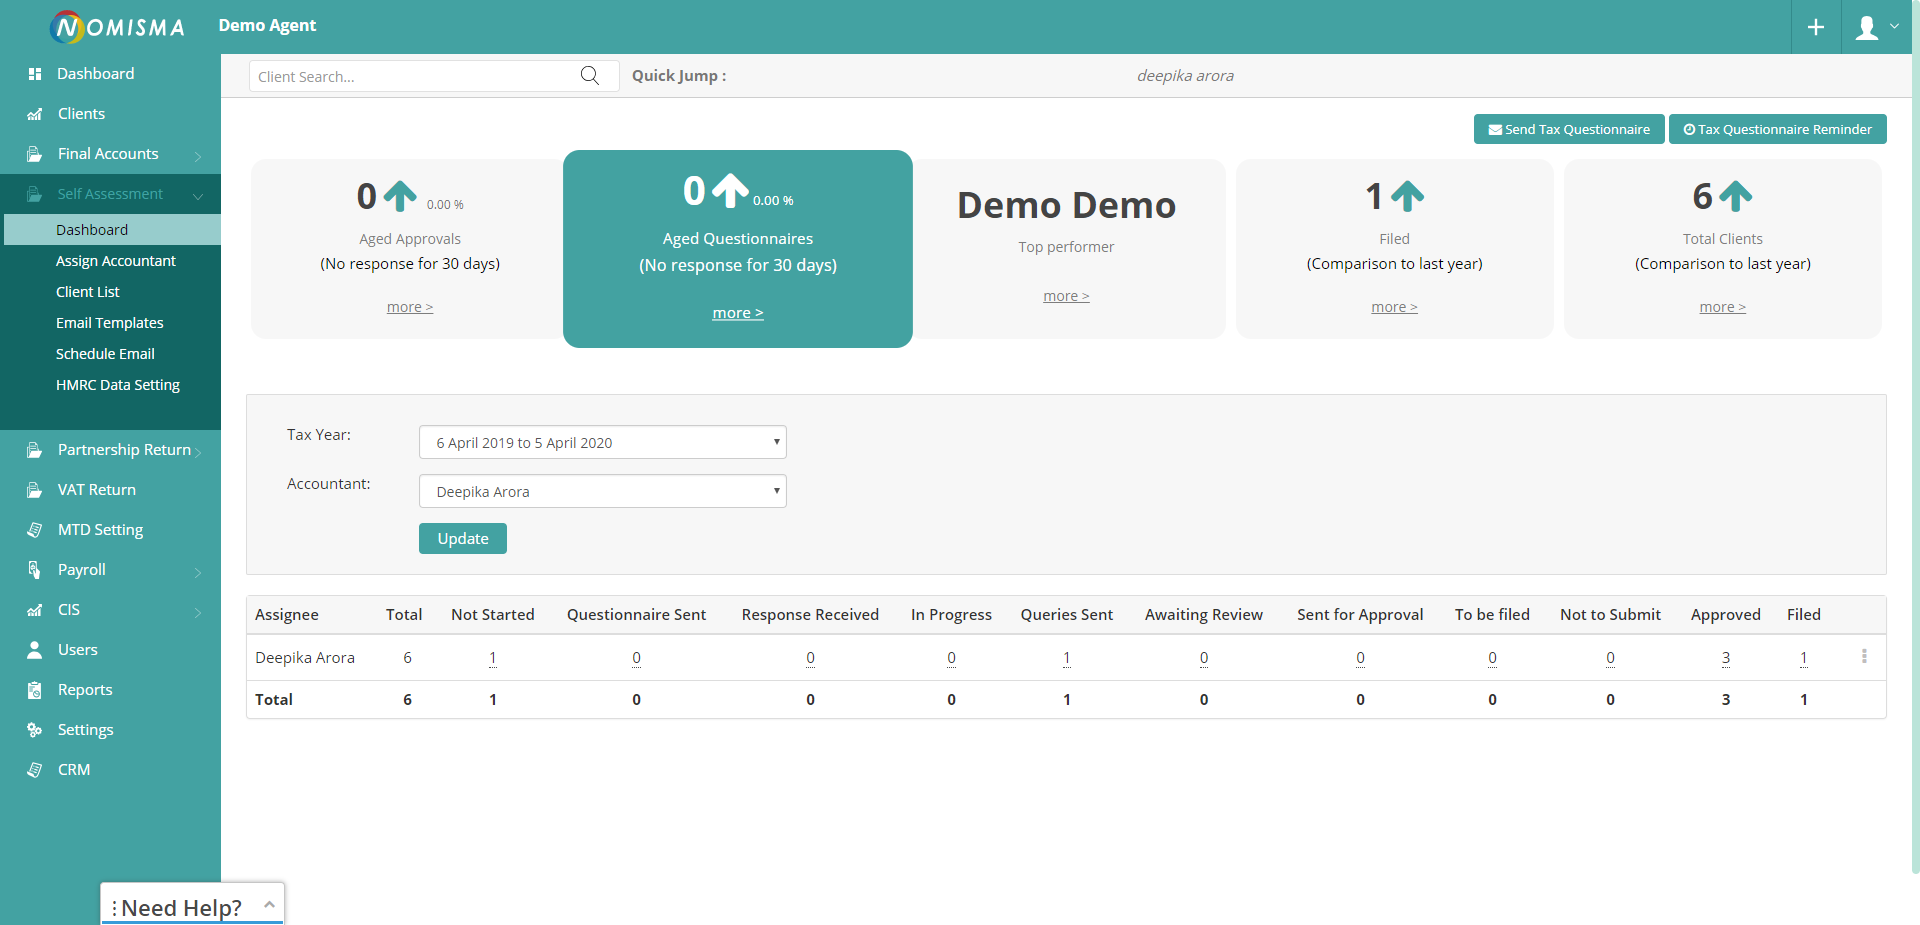 NOMISMA
Demo Agent
Dashboard
Clients
Final Accounts
Self Assessment
Dashboard
Assign Accountant
Client List
Email Templates
Schedule Email
HMRC Data Setting
Partnership Return
VAT Return
MTD Setting
Payroll
CIS
Users
Reports
Settings
CRM
Need Help?
Client Search...
Quick Jump :
deepika arora
Send Tax Questionnaire
Tax Questionnaire Reminder
0 0.00 %
Aged Approvals
(No response for 30 days)
more >
0 0.00 %
Aged Questionnaires
(No response for 30 days)
more >
Demo Demo
Top performer
more >
1
Filed
(Comparison to last year)
more >
6
Total Clients
(Comparison to last year)
more >
Tax Year:
6 April 2019 to 5 April 2020
Accountant:
Deepika Arora
Update
Assignee Total Not Started Questionnaire Sent Response Received In Progress Queries Sent Awaiting Review Sent for Approval To be filed Not to Submit Approved Filed
Deepika Arora 6 1 0 0 0 1 0 0 0 0 3 1
Total 6 1 0 0 0 1 0 0 0 0 3 1